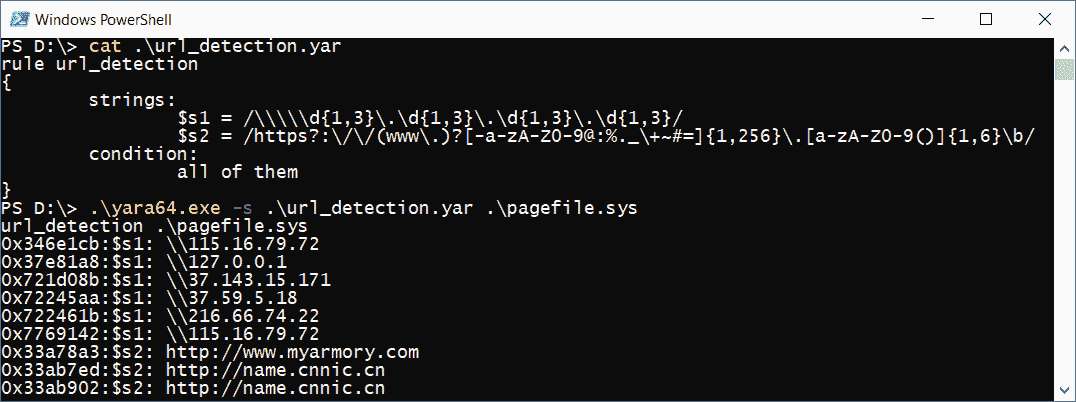 Windows PowerShell
PS D:\> cat .\url_detection.yar
rule url_detection
{
        strings:
                $s1 = /\\\\\d{1,3}\.\d{1,3}\.\d{1,3}\.\d{1,3}/
                $s2 = /https?:\/\/(www\.)?[-a-zA-Z0-9@:%._\+~#=]{1,256}\.[a-zA-Z0-9()]{1,6}\b/
        condition:
                all of them
}
PS D:\> .\yara64.exe -s .\url_detection.yar .\pagefile.sys
url_detection .\pagefile.sys
0x346e1cb:$s1: \\115.16.79.72
0x37e81a8:$s1: \\127.0.0.1
0x721d08b:$s1: \\37.143.15.171
0x72245aa:$s1: \\37.59.5.18
0x722461b:$s1: \\216.66.74.22
0x7769142:$s1: \\115.16.79.72
0x33a78a3:$s2: http://www.myarmory.com
0x33ab7ed:$s2: http://name.cnnic.cn
0x33ab902:$s2: http://name.cnnic.cn